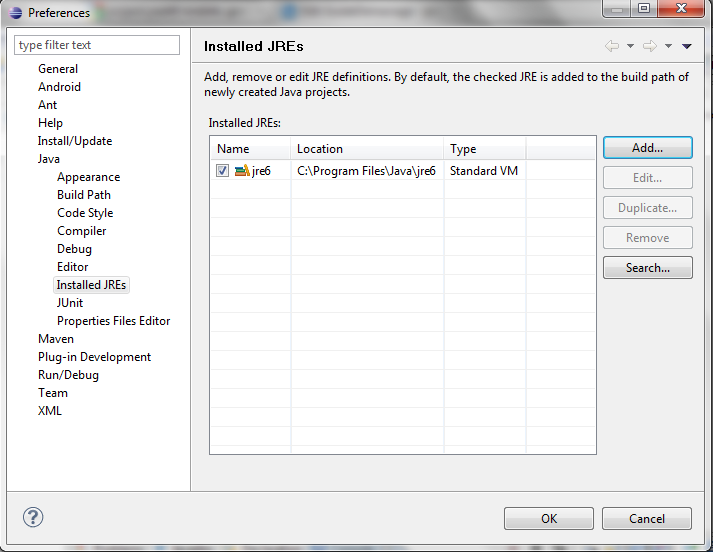 Preferences
type filter text
General
Android
Ant
Help
Install/Update
Java
Appearance
Build Path
Code Style
Compiler
Debug
Editor
Installed JREs
JUnit
Properties Files Editor
Maven
Plug-in Development
Run/Debug
Team
XML
Installed JREs
Add, remove or edit JRE definitions. By default, the checked JRE is added to the build path of
newly created Java projects.
Installed JREs:
Name Location Type
jre6 C:\Program Files\Java\jre6 Standard VM
Add...
Edit...
Duplicate...
Remove
Search...
?
OK Cancel